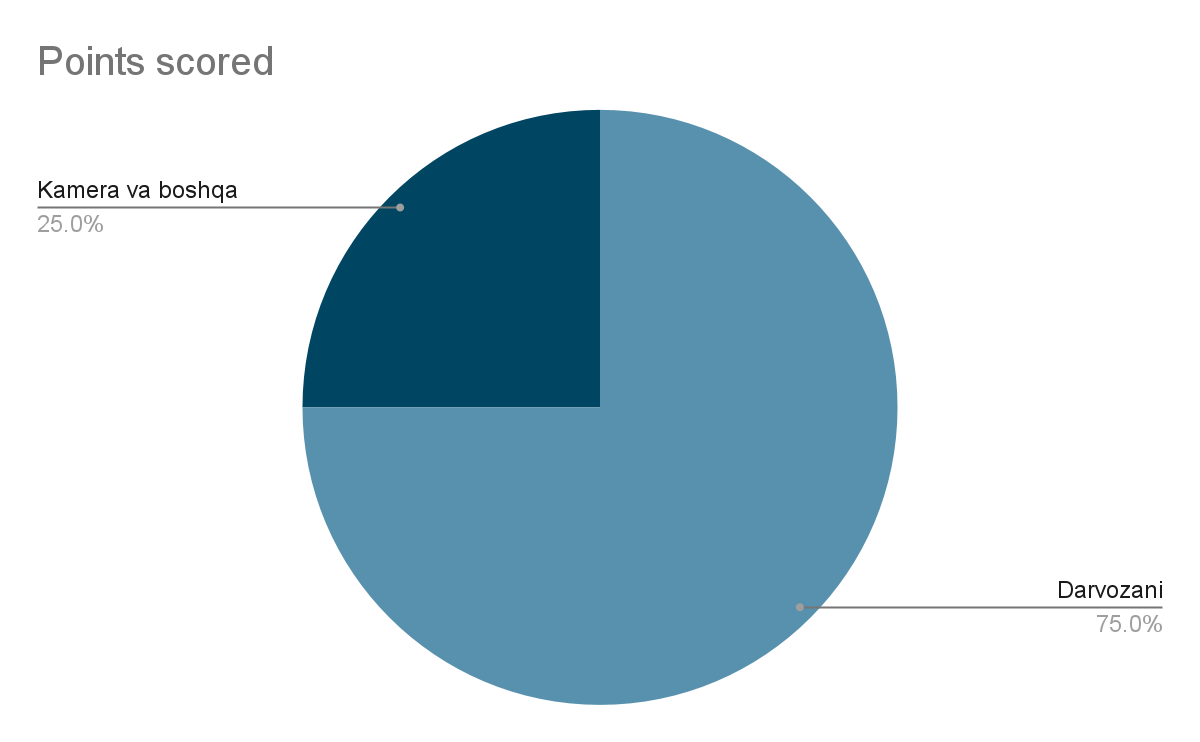 Points scored
Kamera va boshqa
25.0%
Darvozani
75.0%